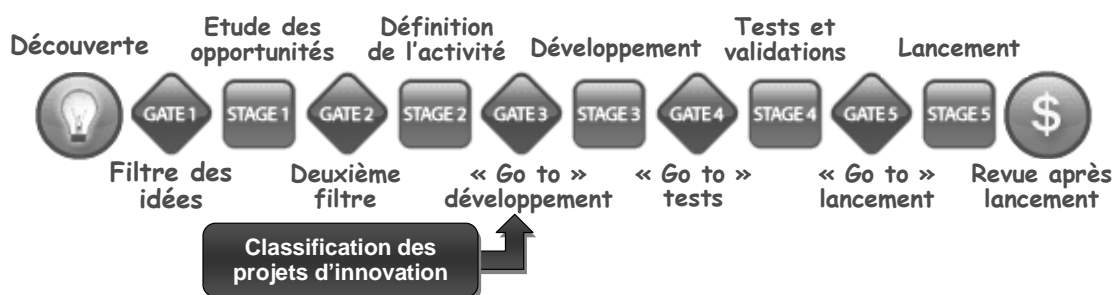 Découverte
Etude des
opportunités
Définition
de l'activité
Développement
Tests et
validations
Lancement
GATE 1
STAGE 1
GATE 2
STAGE 2
GATE 3
STAGE 3
GATE 4
STAGE 4
GATE 5
STAGE 5
$
Filtre des
idées
Deuxième
filtre
« Go to »
développement
« Go to »
tests
« Go to »
lancement
Revue après
lancement
Classification des
projets d'innovation